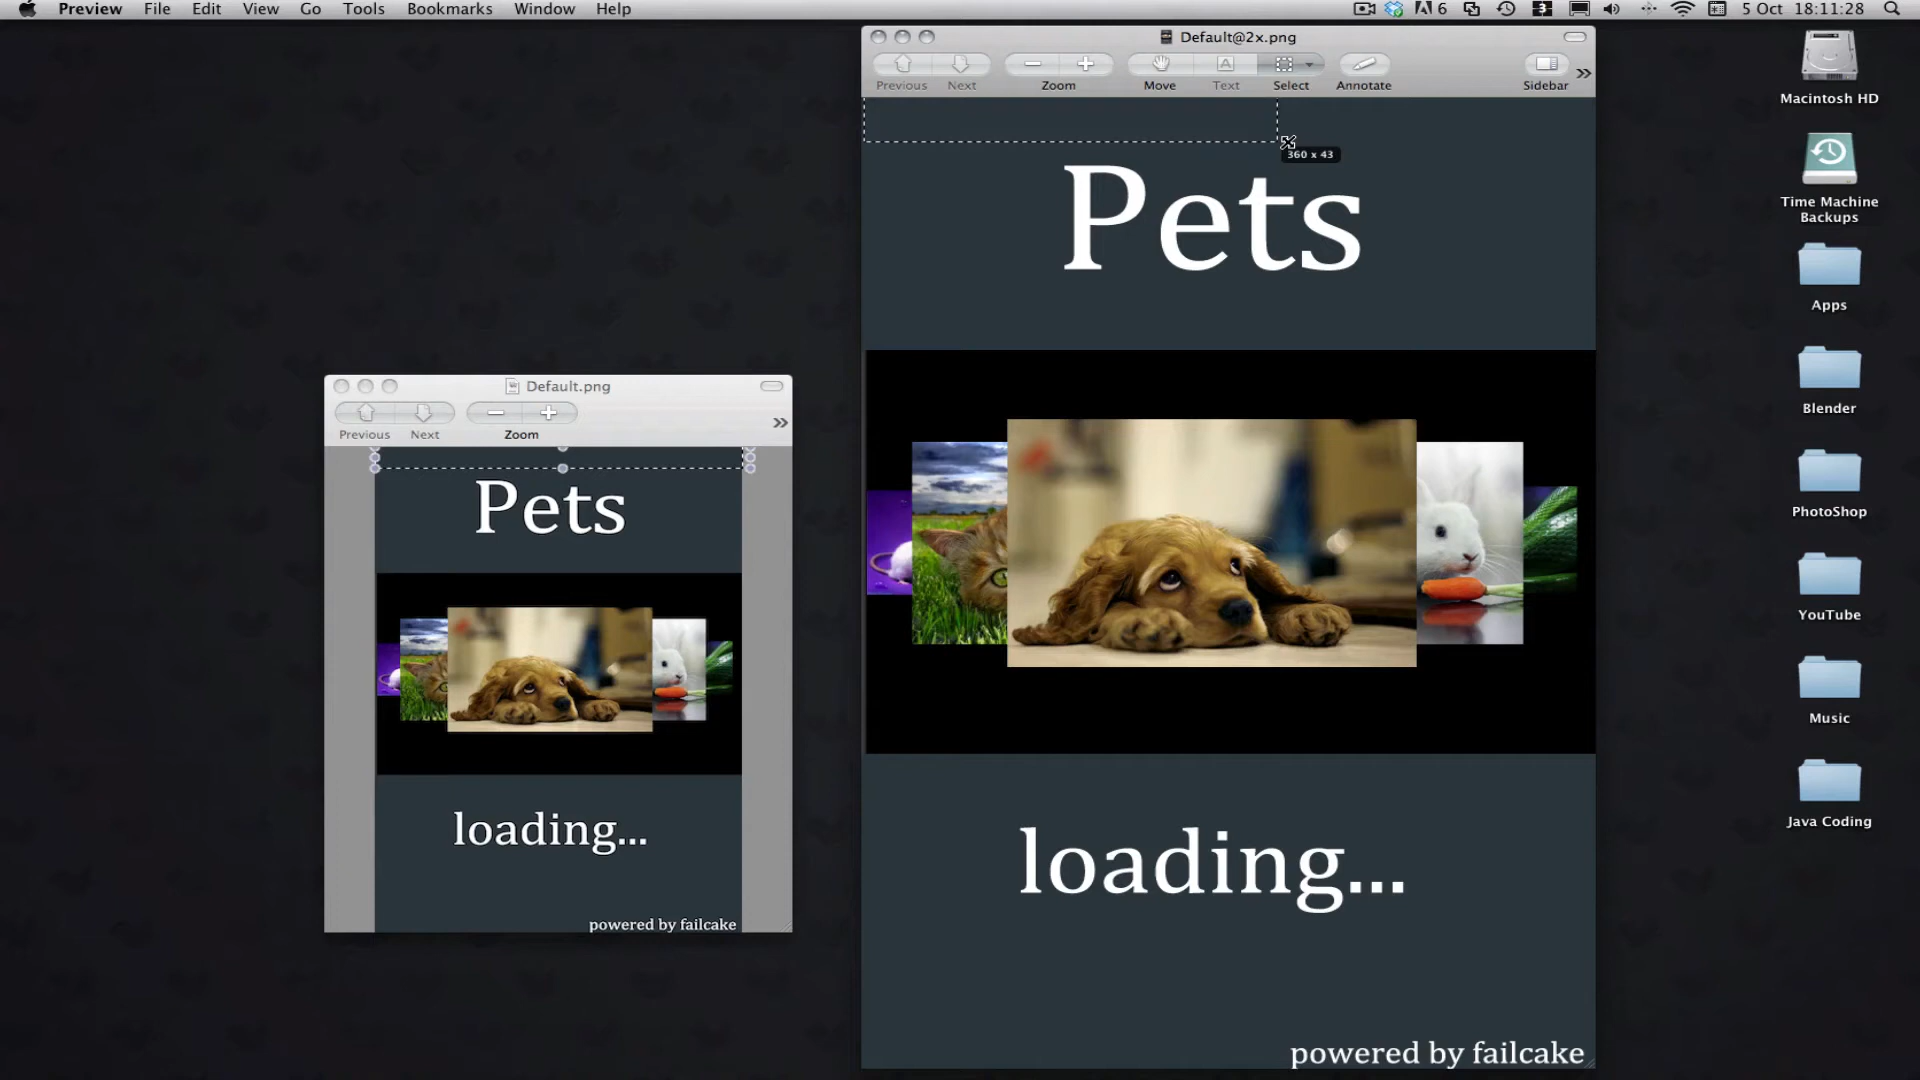 Preview File Edit View Go Tools Bookmarks Window Help
6 3 5 Oct 18:11:28
Default@2x.png
Previous Next Zoom Move Text Select Annotate Sidebar
360 x 43
Pets
loading...
powered by failcake
Default.png
Previous Next Zoom
Pets
loading...
powered by failcake
Macintosh HD
Time Machine
Backups
Apps
Blender
PhotoShop
YouTube
Music
Java Coding